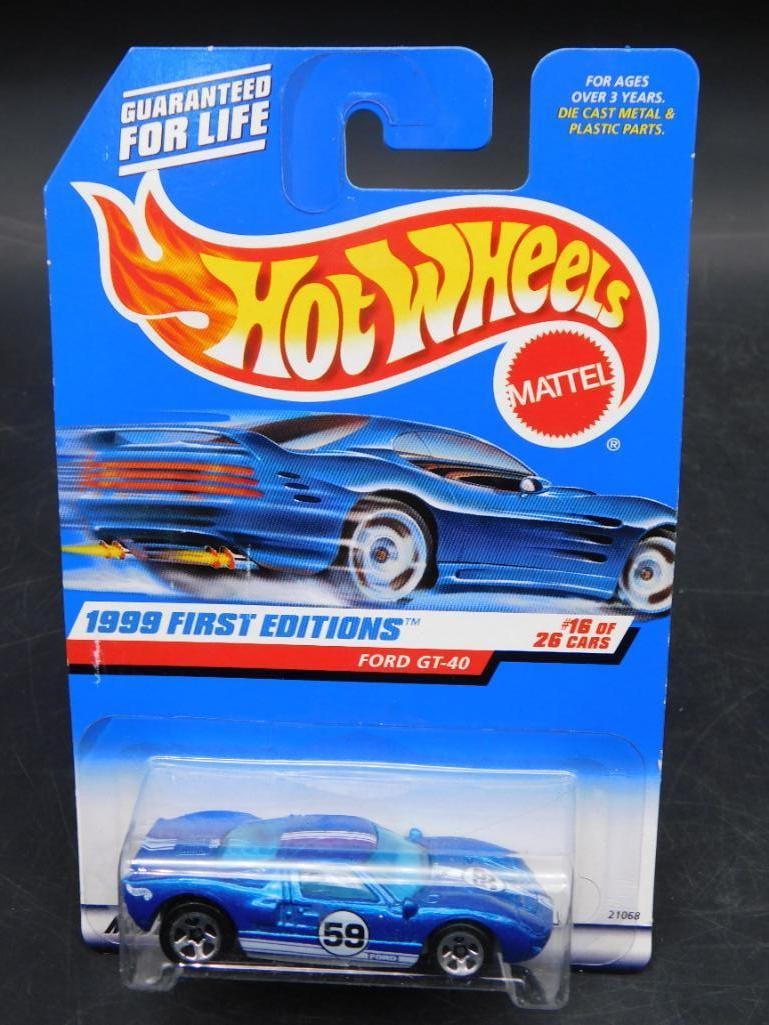 GUARANTEED
FOR LIFE
FOR AGES
OVER 3 YEARS.
DIE CAST METAL &
PLASTIC PARTS.
HOT WHEELS
MATTEL
®
1999 FIRST EDITIONS™
#16 OF
26 CARS
FORD GT-40
59
FORD
21068